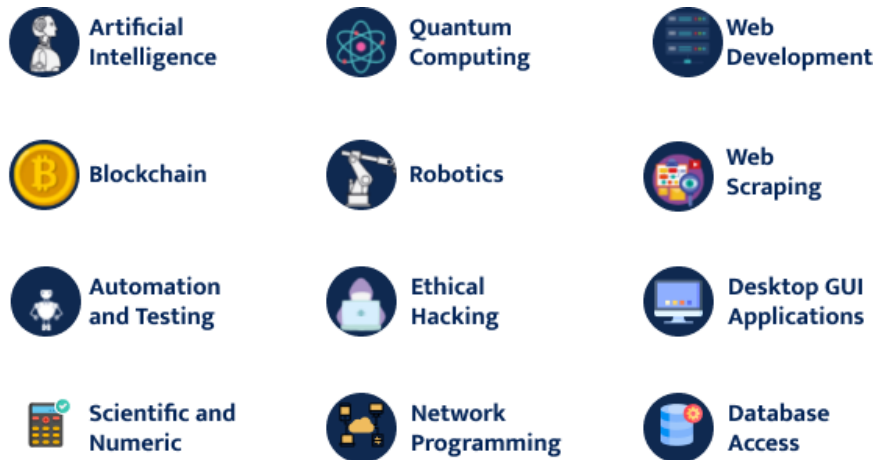 Artificial
Intelligence
Quantum
Computing
Web
Development
Blockchain
Robotics
Web
Scraping
Automation
and Testing
Ethical
Hacking
Desktop GUI
Applications
Scientific and
Numeric
Network
Programming
Database
Access